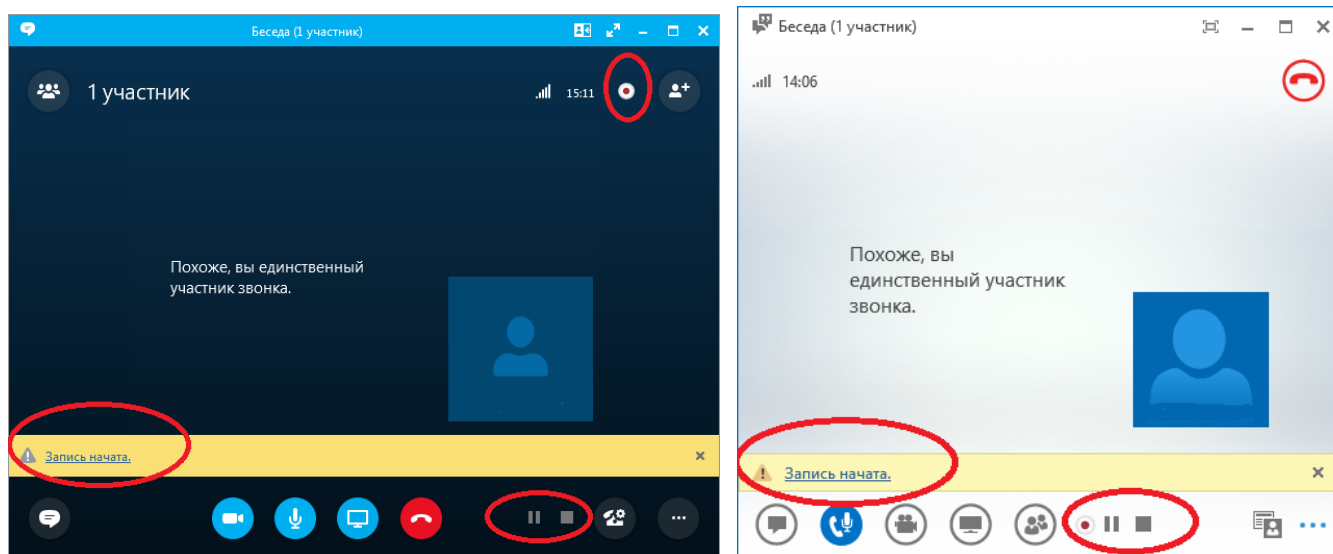 Беседа (1 участник)
1 участник
15:11
Похоже, вы единственный
участник звонка.
Запись начата.
Беседа (1 участник)
14:06
Похоже, вы
единственный участник
звонка.
Запись начата.